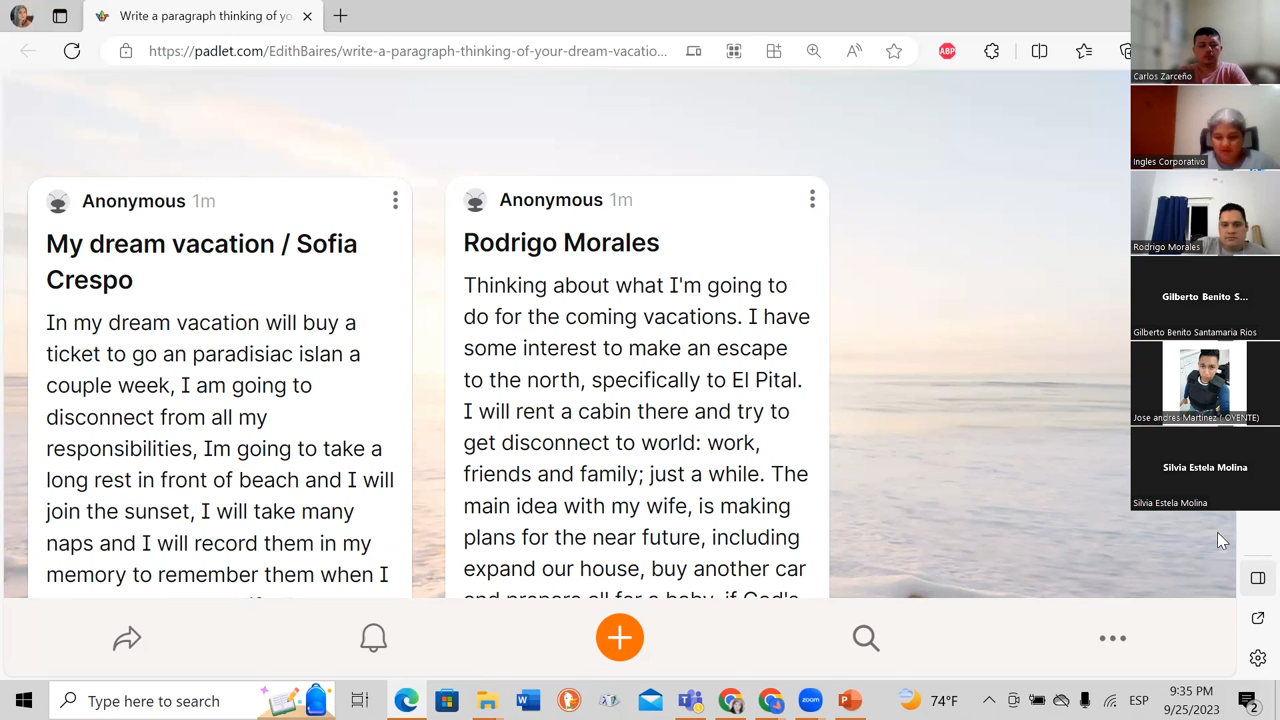 Write a paragraph thinking of yo
https://padlet.com/EdithBaires/write-a-paragraph-thinking-of-your-dream-vacatio...
ABP
Anonymous 1m
My dream vacation / Sofia
Crespo
In my dream vacation will buy a
ticket to go an paradisiac islan a
couple week, I am going to
disconnect from all my
responsibilities, Im going to take a
long rest in front of beach and I will
join the sunset, I will take many
naps and I will record them in my
memory to remember them when I
Anonymous 1m
Rodrigo Morales
Thinking about what I'm going to
do for the coming vacations. I have
some interest to make an escape
to the north, specifically to El Pital.
I will rent a cabin there and try to
get disconnect to world: work,
friends and family; just a while. The
main idea with my wife, is making
plans for the near future, including
expand our house, buy another car
and prepare all for a baby, if God's
Carlos Zarceño
Ingles Corporativo
Rodrigo Morales
Gilberto Benito S...
Gilberto Benito Santamaria Rios
Jose andres Martinez ( OYENTE)
Silvia Estela Molina
Silvia Estela Molina
Type here to search
74°F
ESP
9:35 PM
9/25/2023
2